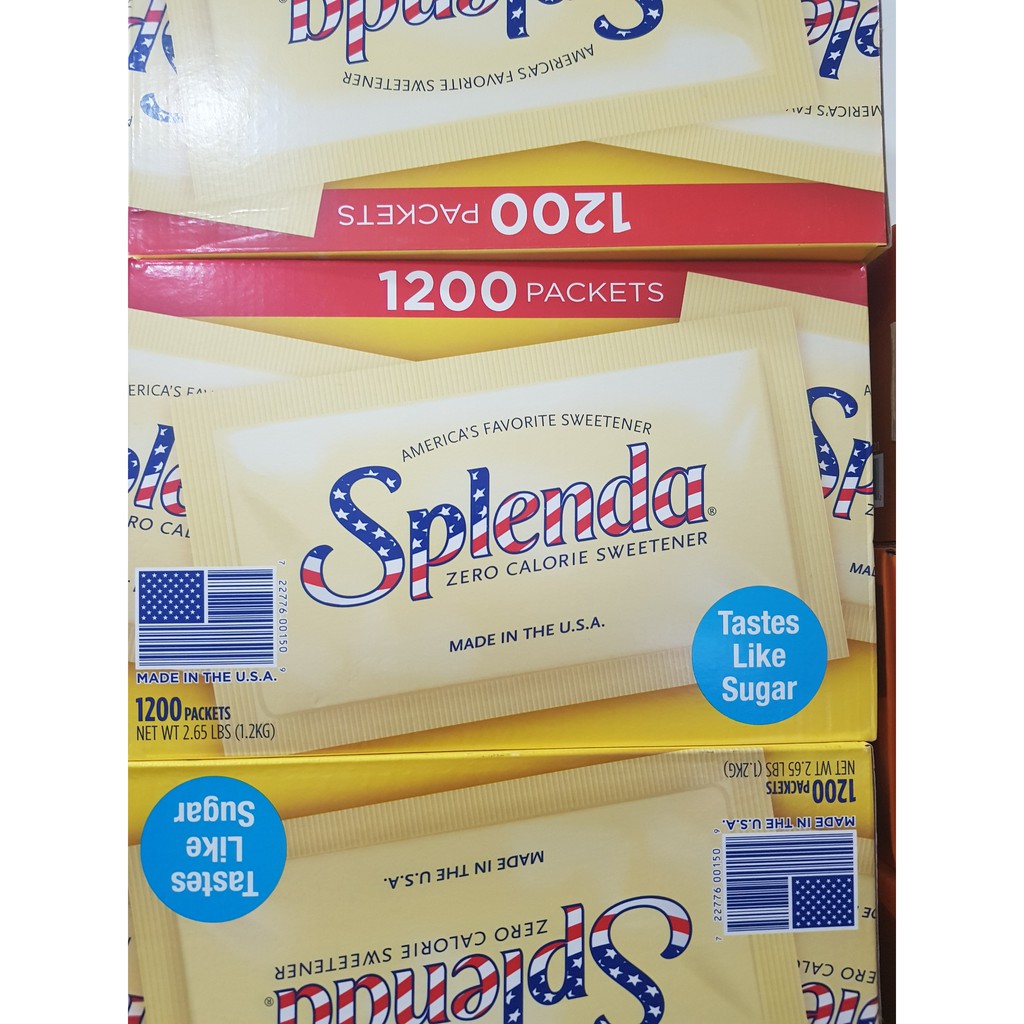 Splenda
AMERICA'S FAVORITE SWEETENER
1200 PACKETS
1200 PACKETS
AMERICA'S FAVORITE SWEETENER
Splenda®
ZERO CALORIE SWEETENER
MADE IN THE U.S.A.
Tastes
Like
Sugar
7 22776 00150 9
MADE IN THE U.S.A.
1200 PACKETS
NET WT 2.65 LBS (1.2KG)
1200 PACKETS
NET WT 2.65 LBS (1.2KG)
MADE IN THE U.S.A.
7 22776 00150 9
Tastes
Like
Sugar
MADE IN THE U.S.A.
ZERO CALORIE SWEETENER
Splenda®